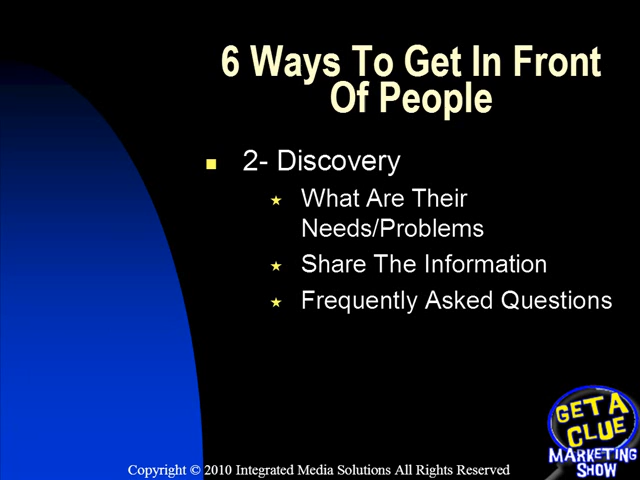 6 Ways To Get In Front
Of People
2- Discovery
What Are Their
Needs/Problems
Share The Information
Frequently Asked Questions
GET A
CLUE
MARKETING
SHOW
Copyright © 2010 Integrated Media Solutions All Rights Reserved